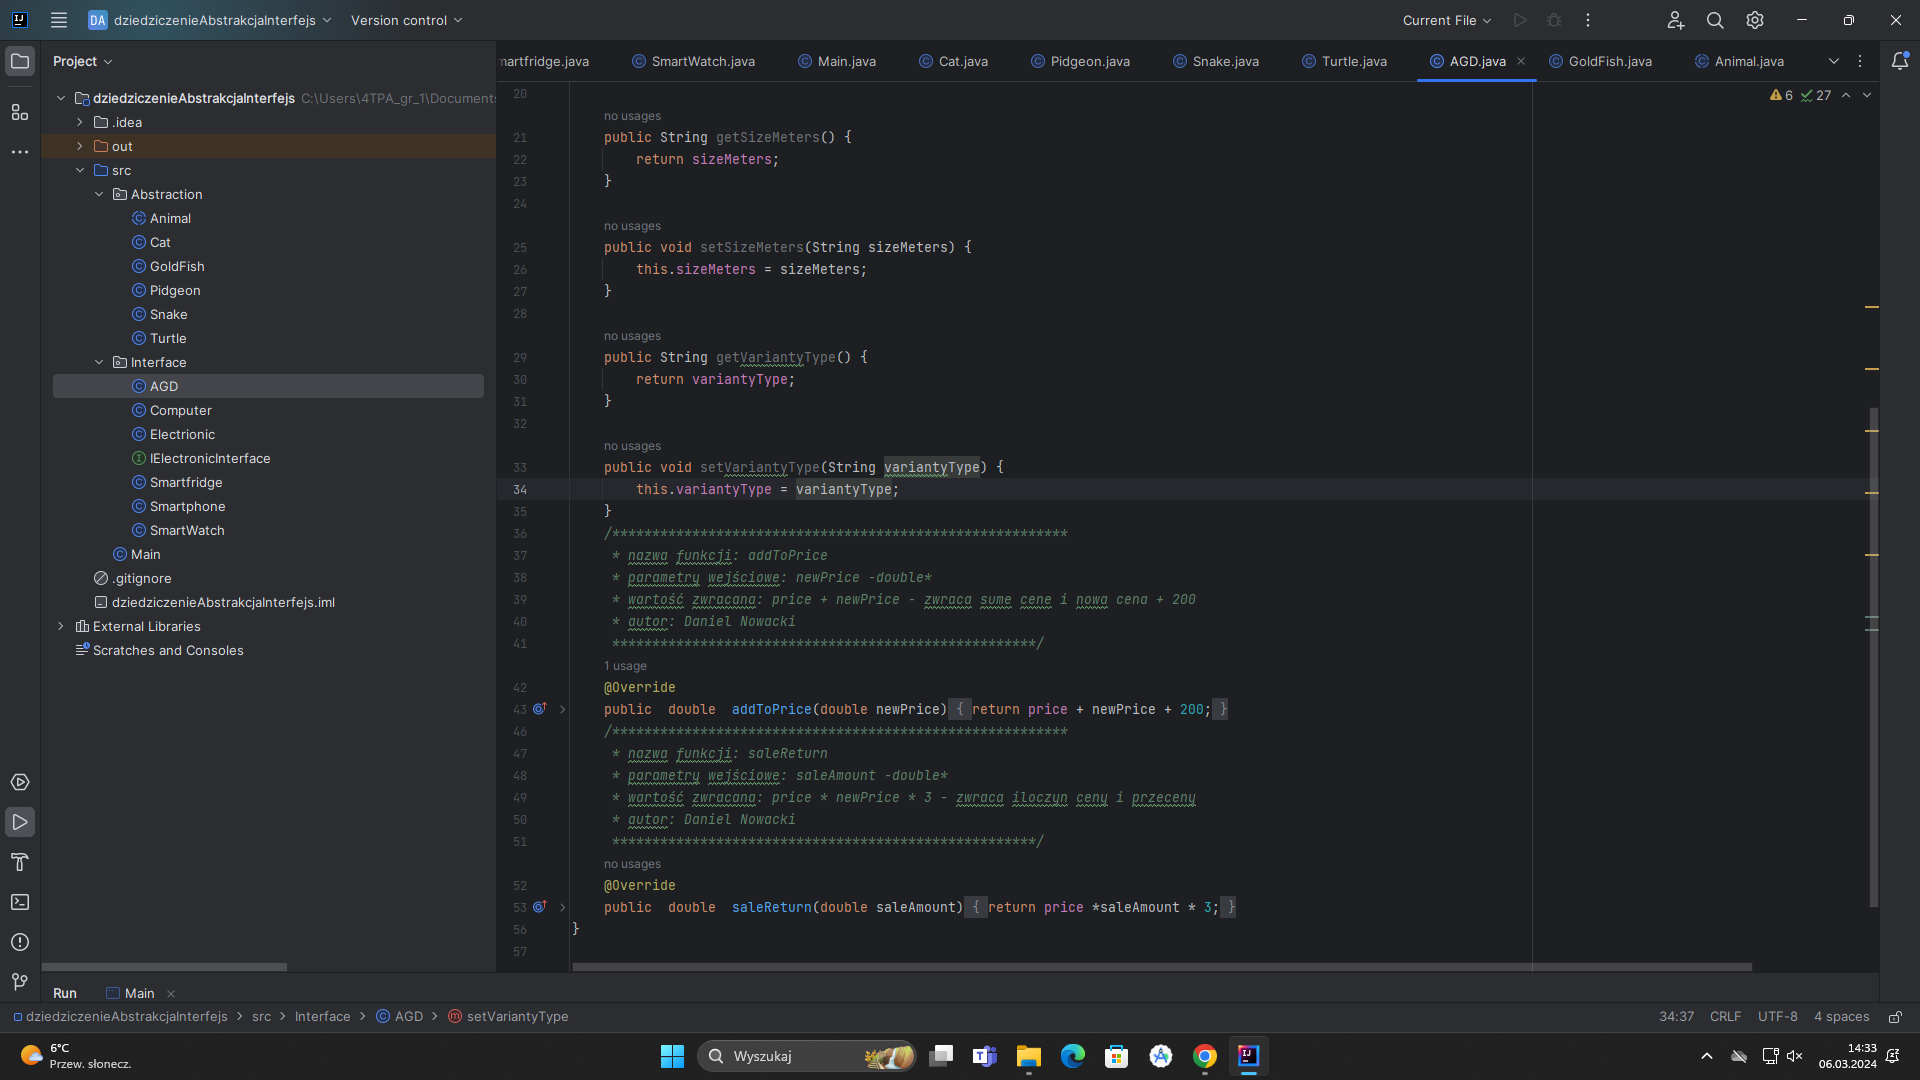 DA dziedziczenieAbstrakcjaInterfejs Version control Current File
Project
martfridge.java SmartWatch.java Main.java Cat.java Pidgeon.java Snake.java Turtle.java AGD.java GoldFish.java Animal.java
dziedziczenieAbstrakcjaInterfejs C:\Users\4TPA_gr_1\Documents
.idea
out
src
Abstraction
Animal
Cat
GoldFish
Pidgeon
Snake
Turtle
Interface
AGD
Computer
Electrionic
IElectronicInterface
Smartfridge
Smartphone
SmartWatch
Main
.gitignore
dziedziczenieAbstrakcjaInterfejs.iml
External Libraries
Scratches and Consoles
6 27
20
no usages
21 public String getSizeMeters() {
22 return sizeMeters;
23 }
24
no usages
25 public void setSizeMeters(String sizeMeters) {
26 this.sizeMeters = sizeMeters;
27 }
28
no usages
29 public String getVariantyType() {
30 return variantyType;
31 }
32
no usages
33 public void setVariantyType(String variantyType) {
34 this.variantyType = variantyType;
35 }
36 /*********************************************************
37 * nazwa funkcji: addToPrice
38 * parametry wejściowe: newPrice -double*
39 * wartość zwracana: price + newPrice - zwraca sume cene i nowa cena + 200
40 * autor: Daniel Nowacki
41 *****************************************************/
1 usage
42 @Override
43 public double addToPrice(double newPrice) { return price + newPrice + 200; }
46 /*********************************************************
47 * nazwa funkcji: saleReturn
48 * parametry wejściowe: saleAmount -double*
49 * wartość zwracana: price * newPrice * 3 - zwraca iloczyn ceny i przeceny
50 * autor: Daniel Nowacki
51 *****************************************************/
no usages
52 @Override
53 public double saleReturn(double saleAmount) { return price *saleAmount * 3; }
56 }
57
Run Main
dziedziczenieAbstrakcjaInterfejs > src > Interface > AGD > setVariantyType 34:37 CRLF UTF-8 4 spaces
6°C
Przew. słonecz.
Wyszukaj
14:33
06.03.2024